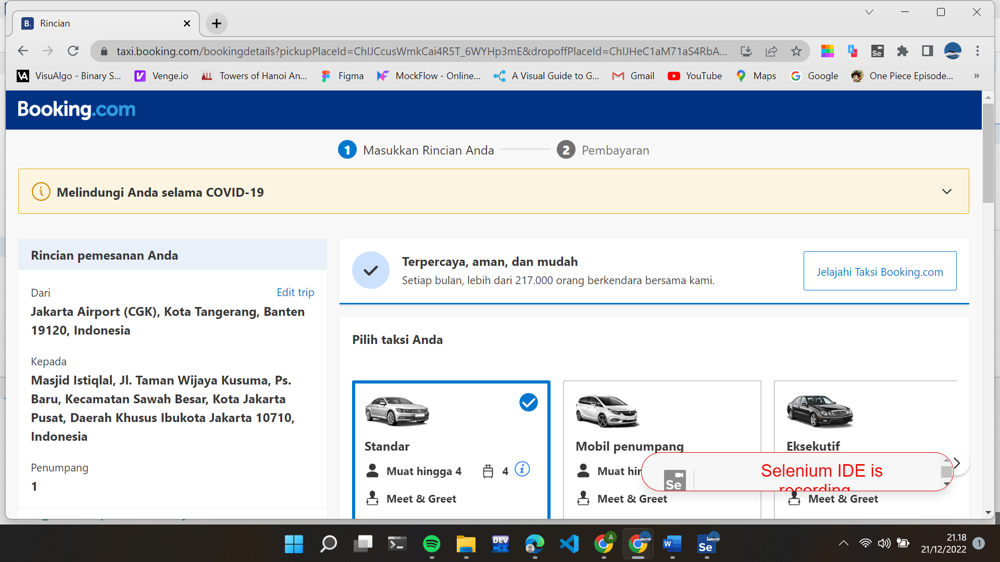 Rincian
taxi.booking.com/bookingdetails?pickupPlaceId=ChIJCcusWmkCai4R5T_6WYHp3mE&dropoffPlaceId=ChIJHeC1aM71aS4RbA...
VisuAlgo - Binary S...
Venge.io
Towers of Hanoi An...
Figma
MockFlow - Online...
A Visual Guide to G...
Gmail
YouTube
Maps
Google
One Piece Episode...
»
Booking.com
1 Masukkan Rincian Anda
2 Pembayaran
Melindungi Anda selama COVID-19
Rincian pemesanan Anda
Dari
Edit trip
Jakarta Airport (CGK), Kota Tangerang, Banten
19120, Indonesia
Kepada
Masjid Istiqlal, Jl. Taman Wijaya Kusuma, Ps.
Baru, Kecamatan Sawah Besar, Kota Jakarta
Pusat, Daerah Khusus Ibukota Jakarta 10710,
Indonesia
Penumpang
1
Terpercaya, aman, dan mudah
Setiap bulan, lebih dari 217.000 orang berkendara bersama kami.
Jelajahi Taksi Booking.com
Pilih taksi Anda
Standar
Muat hingga 4
4
Meet & Greet
Mobil penumpang
Muat hin
Meet & Greet
Eksekutif
Meet & Greet
Se
Selenium IDE is
recording
21.18
21/12/2022
1